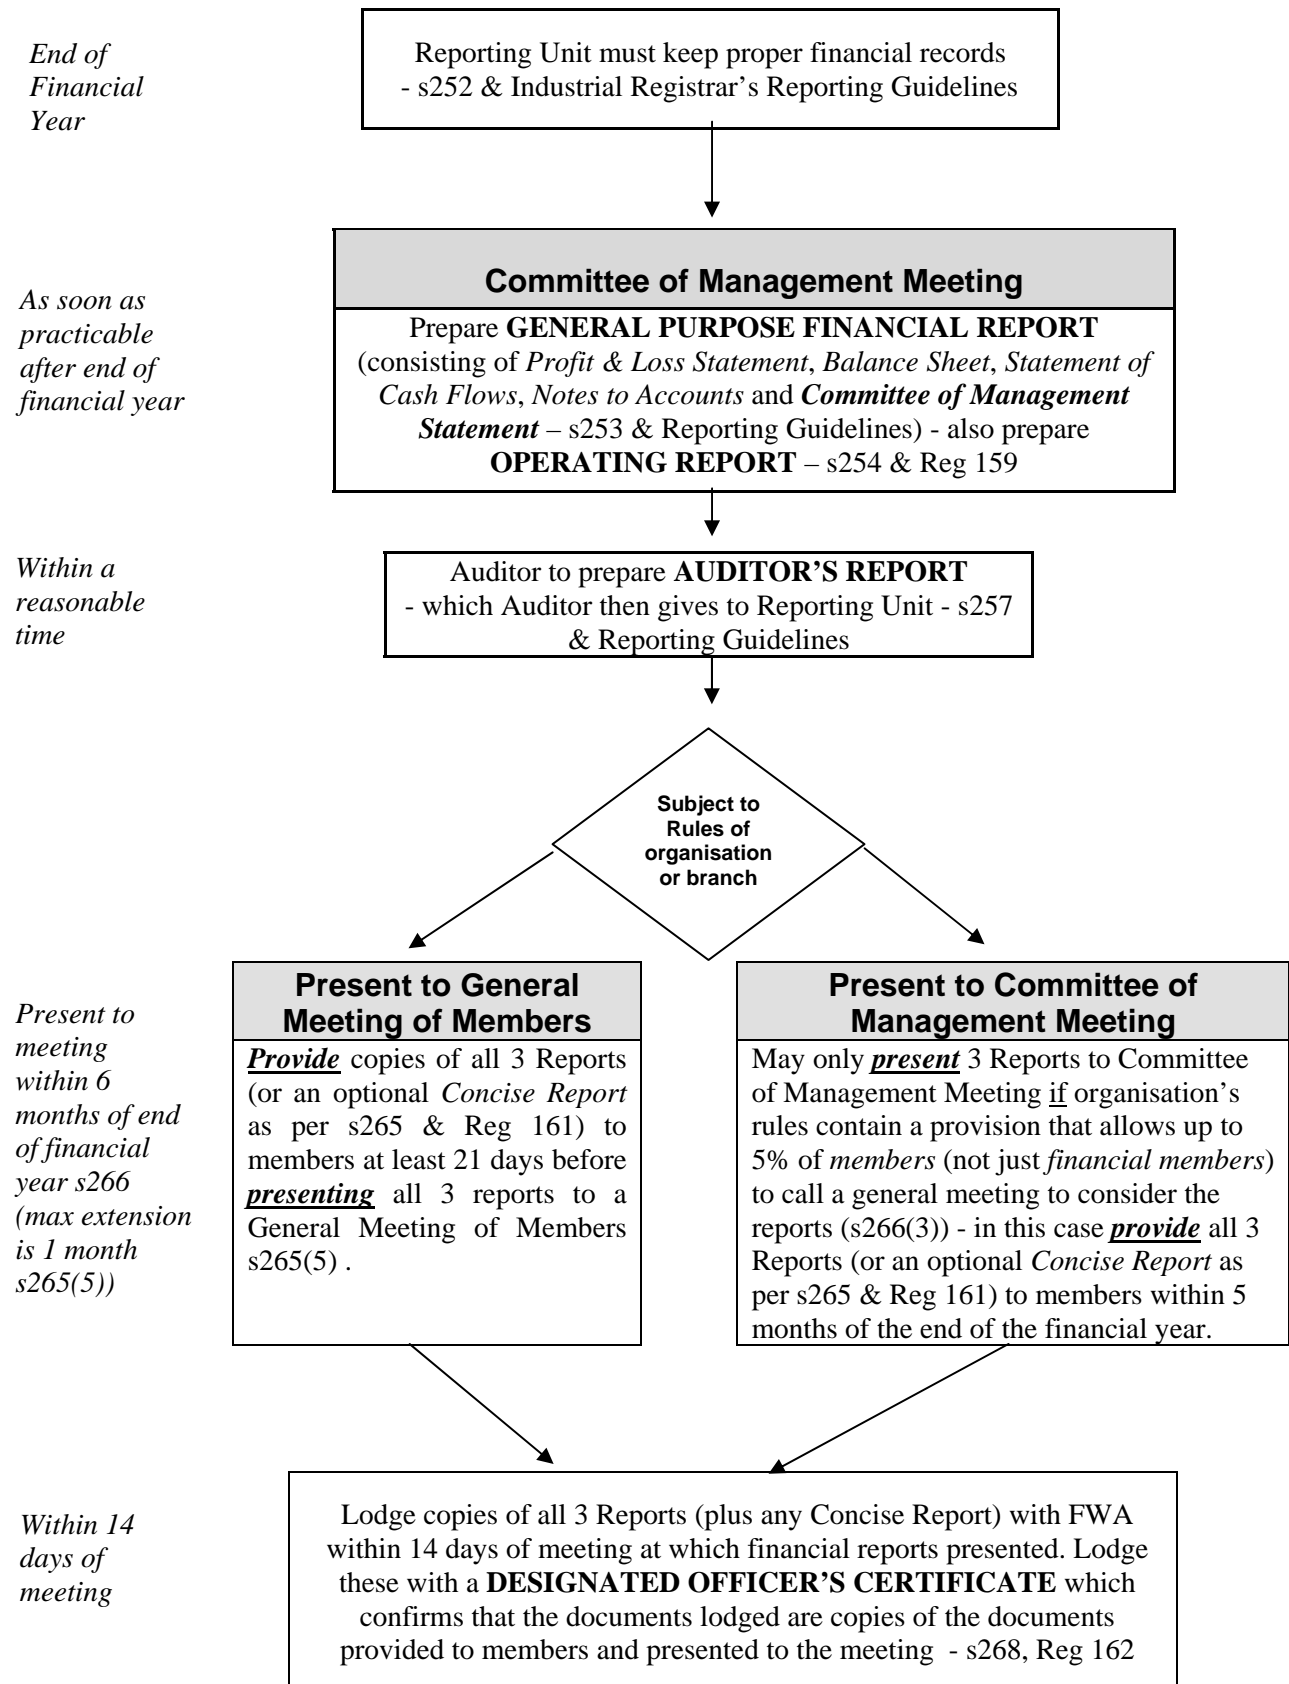 End of
Financial
Year
Reporting Unit must keep proper financial records
- s252 & Industrial Registrar's Reporting Guidelines
As soon as
practicable
after end of
financial year
Committee of Management Meeting
Prepare GENERAL PURPOSE FINANCIAL REPORT
(consisting of Profit & Loss Statement, Balance Sheet, Statement of
Cash Flows, Notes to Accounts and Committee of Management
Statement – s253 & Reporting Guidelines) - also prepare
OPERATING REPORT – s254 & Reg 159
Within a
reasonable
time
Auditor to prepare AUDITOR'S REPORT
- which Auditor then gives to Reporting Unit - s257
& Reporting Guidelines
Subject to
Rules of
organisation
or branch
Present to
meeting
within 6
months of end
of financial
year s266
(max extension
is 1 month
s265(5))
Present to General
Meeting of Members
Provide copies of all 3 Reports
(or an optional Concise Report
as per s265 & Reg 161) to
members at least 21 days before
presenting all 3 reports to a
General Meeting of Members
s265(5) .
Present to Committee of
Management Meeting
May only present 3 Reports to Committee
of Management Meeting if organisation's
rules contain a provision that allows up to
5% of members (not just financial members)
to call a general meeting to consider the
reports (s266(3)) - in this case provide all 3
Reports (or an optional Concise Report as
per s265 & Reg 161) to members within 5
months of the end of the financial year.
Within 14
days of
meeting
Lodge copies of all 3 Reports (plus any Concise Report) with FWA
within 14 days of meeting at which financial reports presented. Lodge
these with a DESIGNATED OFFICER'S CERTIFICATE which
confirms that the documents lodged are copies of the documents
provided to members and presented to the meeting - s268, Reg 162